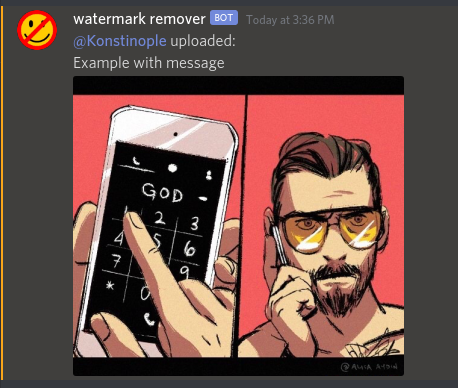 watermark remover BOT Today at 3:36 PM
@Konstinople uploaded:
Example with message
GOD
1 2 3
4 5 6
7 9
* 0